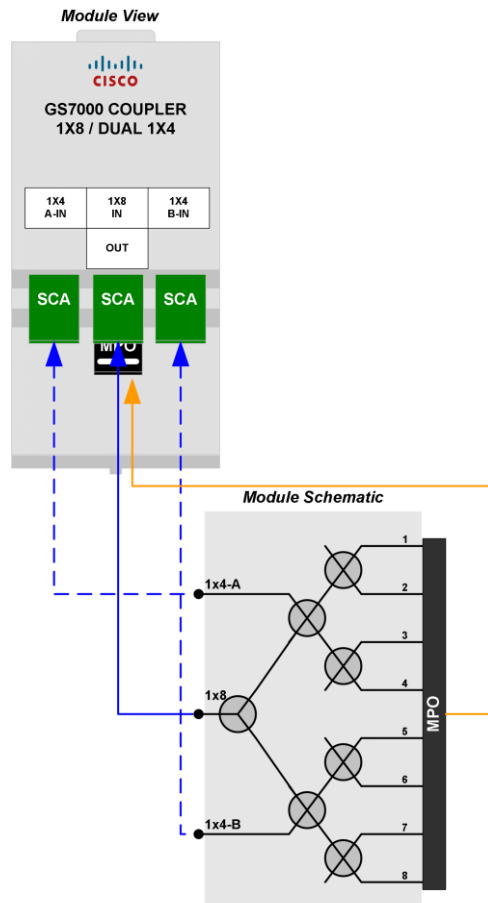 Module View
CISCO
GS7000 COUPLER
1X8 / DUAL 1X4
1X4
A-IN
1X8
IN
1X4
B-IN
OUT
SCA
SCA
SCA
MPO
Module Schematic
1x4-A
1x8
1x4-B
1
2
3
4
5
6
7
8
MPO